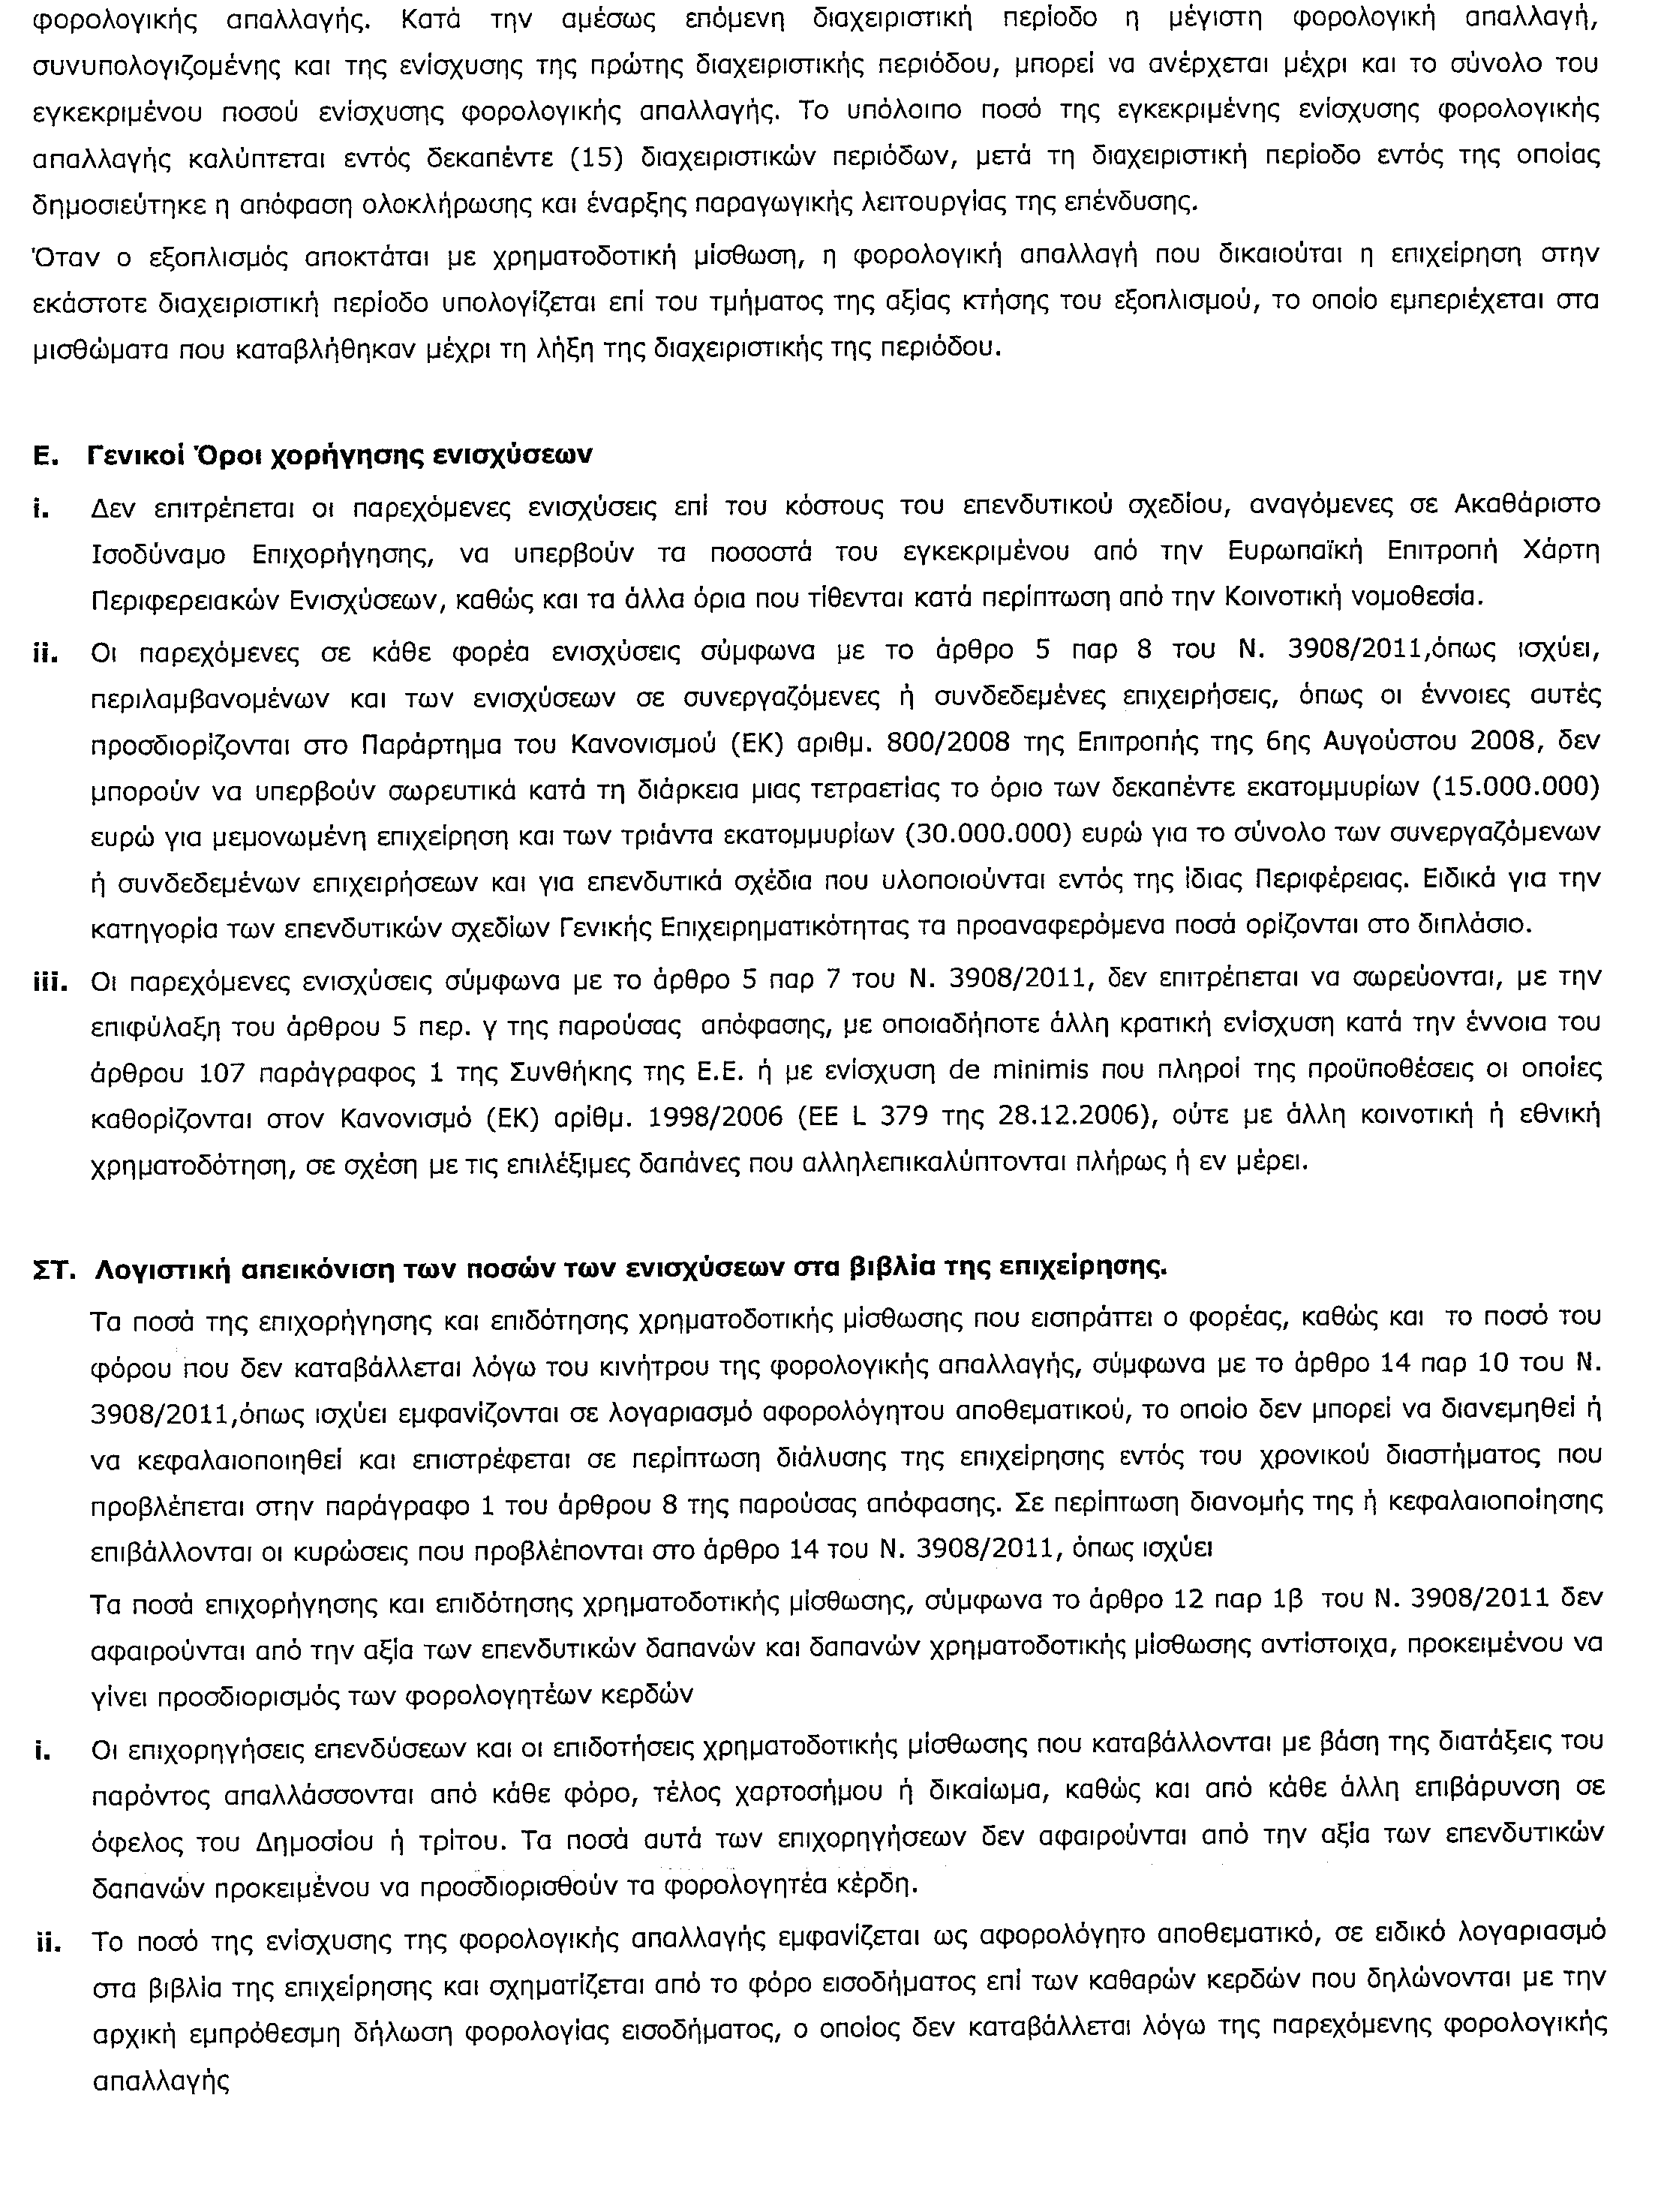 φορολογικής απαλλαγής. Κατά την αμέσως επόμενη διαχειριστική περίοδο η μέγιστη φορολογική απαλλαγή,
συνυπολογιζομένης και της ενίσχυσης της πρώτης διαχειριστικής περιόδου, μπορεί να ανέρχεται μέχρι και το σύνολο του
εγκεκριμένου ποσού ενίσχυσης φορολογικής απαλλαγής. Το υπόλοιπο ποσό της εγκεκριμένης ενίσχυσης φορολογικής
απαλλαγής καλύπτεται εντός δεκαπέντε (15) διαχειριστικών περιόδων, μετά τη διαχειριστική περίοδο εντός της οποίας
δημοσιεύτηκε η απόφαση ολοκλήρωσης και έναρξης παραγωγικής λειτουργίας της επένδυσης.
Όταν ο εξοπλισμός αποκτάται με χρηματοδοτική μίσθωση, η φορολογική απαλλαγή που δικαιούται η επιχείρηση στην
εκάστοτε διαχειριστική περίοδο υπολογίζεται επί του τμήματος της αξίας κτήσης του εξοπλισμού, το οποίο εμπεριέχεται στα
μισθώματα που καταβλήθηκαν μέχρι τη λήξη της διαχειριστικής της περιόδου.
Ε. Γενικοί Όροι χορήγησης ενισχύσεων
i. Δεν επιτρέπεται οι παρεχόμενες ενισχύσεις επί του κόστους του επενδυτικού σχεδίου, αναγόμενες σε Ακαθάριστο
Ισοδύναμο Επιχορήγησης, να υπερβούν τα ποσοστά του εγκεκριμένου από την Ευρωπαϊκή Επιτροπή Χάρτη
Περιφερειακών Ενισχύσεων, καθώς και τα άλλα όρια που τίθενται κατά περίπτωση από την Κοινοτική νομοθεσία.
ii. Οι παρεχόμενες σε κάθε φορέα ενισχύσεις σύμφωνα με το άρθρο 5 παρ 8 του Ν. 3908/2011,όπως ισχύει,
περιλαμβανομένων και των ενισχύσεων σε συνεργαζόμενες ή συνδεδεμένες επιχειρήσεις, όπως οι έννοιες αυτές
προσδιορίζονται στο Παράρτημα του Κανονισμού (ΕΚ) αριθμ. 800/2008 της Επιτροπής της 6ης Αυγούστου 2008, δεν
μπορούν να υπερβούν σωρευτικά κατά τη διάρκεια μιας τετραετίας το όριο των δεκαπέντε εκατομμυρίων (15.000.000)
ευρώ για μεμονωμένη επιχείρηση και των τριάντα εκατομμυρίων (30.000.000) ευρώ για το σύνολο των συνεργαζόμενων
ή συνδεδεμένων επιχειρήσεων και για επενδυτικά σχέδια που υλοποιούνται εντός της ίδιας Περιφέρειας. Ειδικά για την
κατηγορία των επενδυτικών σχεδίων Γενικής Επιχειρηματικότητας τα προαναφερόμενα ποσά ορίζονται στο διπλάσιο.
iii. Οι παρεχόμενες ενισχύσεις σύμφωνα με το άρθρο 5 παρ 7 του Ν. 3908/2011, δεν επιτρέπεται να σωρεύονται, με την
επιφύλαξη του άρθρου 5 περ. γ της παρούσας απόφασης, με οποιαδήποτε άλλη κρατική ενίσχυση κατά την έννοια του
άρθρου 107 παράγραφος 1 της Συνθήκης της Ε.Ε. ή με ενίσχυση de minimis που πληροί της προϋποθέσεις οι οποίες
καθορίζονται στον Κανονισμό (ΕΚ) αρίθμ. 1998/2006 (ΕΕ L 379 της 28.12.2006), ούτε με άλλη κοινοτική ή εθνική
χρηματοδότηση, σε σχέση με τις επιλέξιμες δαπάνες που αλληλεπικαλύπτονται πλήρως ή εν μέρει.
ΣΤ. Λογιστική απεικόνιση των ποσών των ενισχύσεων στα βιβλία της επιχείρησης.
Τα ποσά της επιχορήγησης και επιδότησης χρηματοδοτικής μίσθωσης που εισπράττει ο φορέας, καθώς και το ποσό του
φόρου που δεν καταβάλλεται λόγω του κινήτρου της φορολογικής απαλλαγής, σύμφωνα με το άρθρο 14 παρ 10 του Ν.
3908/2011,όπως ισχύει εμφανίζονται σε λογαριασμό αφορολόγητου αποθεματικού, το οποίο δεν μπορεί να διανεμηθεί ή
να κεφαλαιοποιηθεί και επιστρέφεται σε περίπτωση διάλυσης της επιχείρησης εντός του χρονικού διαστήματος που
προβλέπεται στην παράγραφο 1 του άρθρου 8 της παρούσας απόφασης. Σε περίπτωση διανομής της ή κεφαλαιοποίησης
επιβάλλονται οι κυρώσεις που προβλέπονται στο άρθρο 14 του Ν. 3908/2011, όπως ισχύει
Τα ποσά επιχορήγησης και επιδότησης χρηματοδοτικής μίσθωσης, σύμφωνα το άρθρο 12 παρ 1β του Ν. 3908/2011 δεν
αφαιρούνται από την αξία των επενδυτικών δαπανών και δαπανών χρηματοδοτικής μίσθωσης αντίστοιχα, προκειμένου να
γίνει προσδιορισμός των φορολογητέων κερδών
i. Οι επιχορηγήσεις επενδύσεων και οι επιδοτήσεις χρηματοδοτικής μίσθωσης που καταβάλλονται με βάση της διατάξεις του
παρόντος απαλλάσσονται από κάθε φόρο, τέλος χαρτοσήμου ή δικαίωμα, καθώς και από κάθε άλλη επιβάρυνση σε
όφελος του Δημοσίου ή τρίτου. Τα ποσά αυτά των επιχορηγήσεων δεν αφαιρούνται από την αξία των επενδυτικών
δαπανών προκειμένου να προσδιορισθούν τα φορολογητέα κέρδη.
ii. Το ποσό της ενίσχυσης της φορολογικής απαλλαγής εμφανίζεται ως αφορολόγητο αποθεματικό, σε ειδικό λογαριασμό
στα βιβλία της επιχείρησης και σχηματίζεται από το φόρο εισοδήματος επί των καθαρών κερδών που δηλώνονται με την
αρχική εμπρόθεσμη δήλωση φορολογίας εισοδήματος, ο οποίος δεν καταβάλλεται λόγω της παρεχόμενης φορολογικής
απαλλαγής